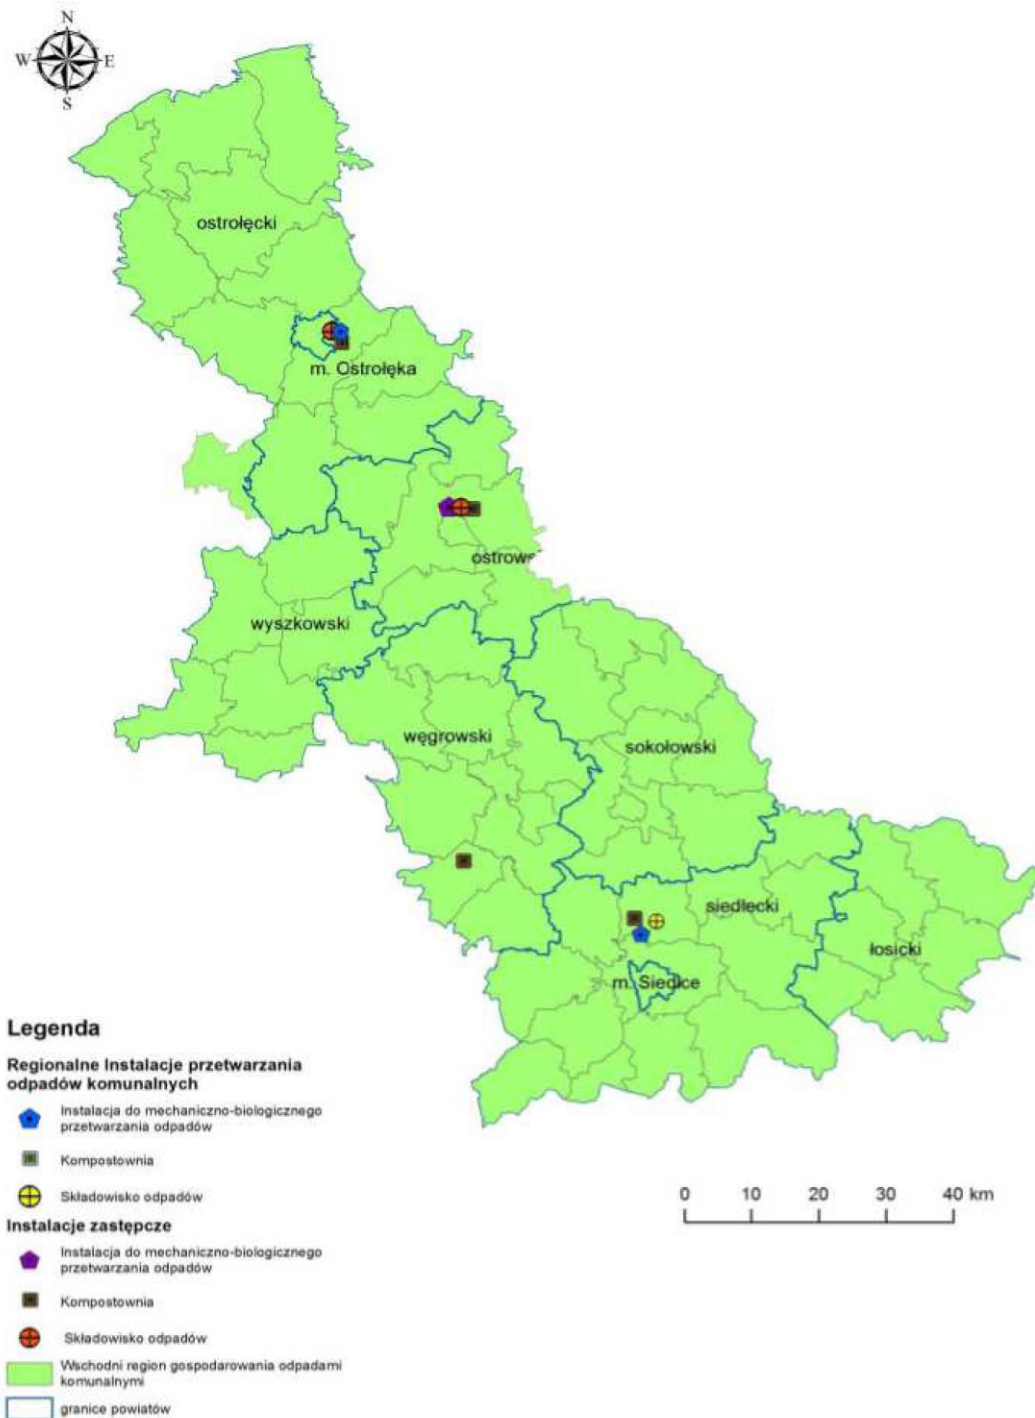 N
W E
S
ostrołęcki
m. Ostrołęka
wyszkowski
węgrowski
sokołowski
siedlecki
łosicki
m. Siedlce
Legenda
Regionalne Instalacje przetwarzania
odpadów komunalnych
Instalacja do mechaniczno-biologicznego
przetwarzania odpadów
Kompostownia
Składowisko odpadów
Instalacje zastępcze
Instalacja do mechaniczno-biologicznego
przetwarzania odpadów
Kompostownia
Składowisko odpadów
Wschodni region gospodarowania odpadami
komunalnymi
granice powiatów
0 10 20 30 40 km